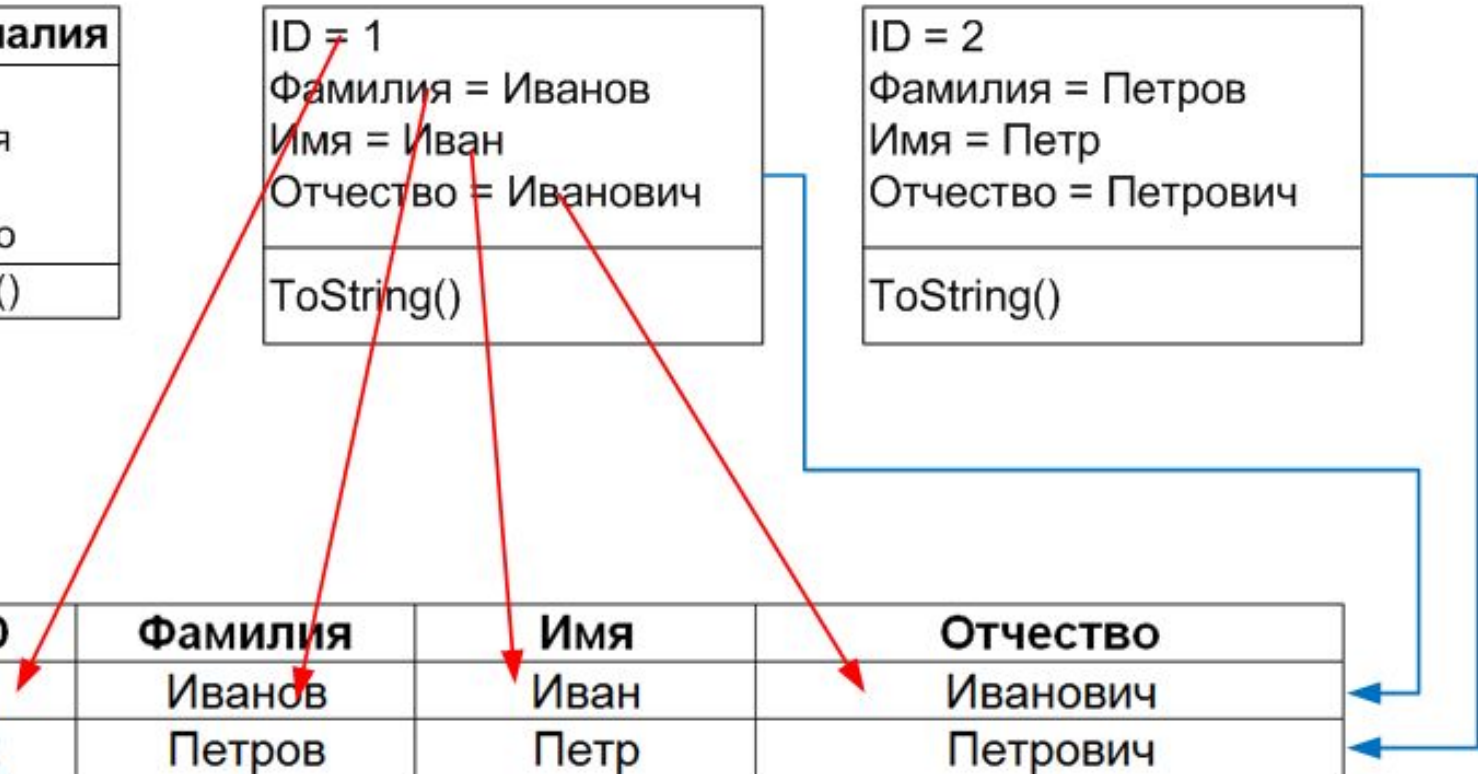 ID = 1
Фамилия = Иванов
Имя = Иван
Отчество = Иванович
ToString()
ID = 2
Фамилия = Петров
Имя = Петр
Отчество = Петрович
ToString()
Фамилия Имя Отчество
Иванов Иван Иванович
Петров Петр Петрович